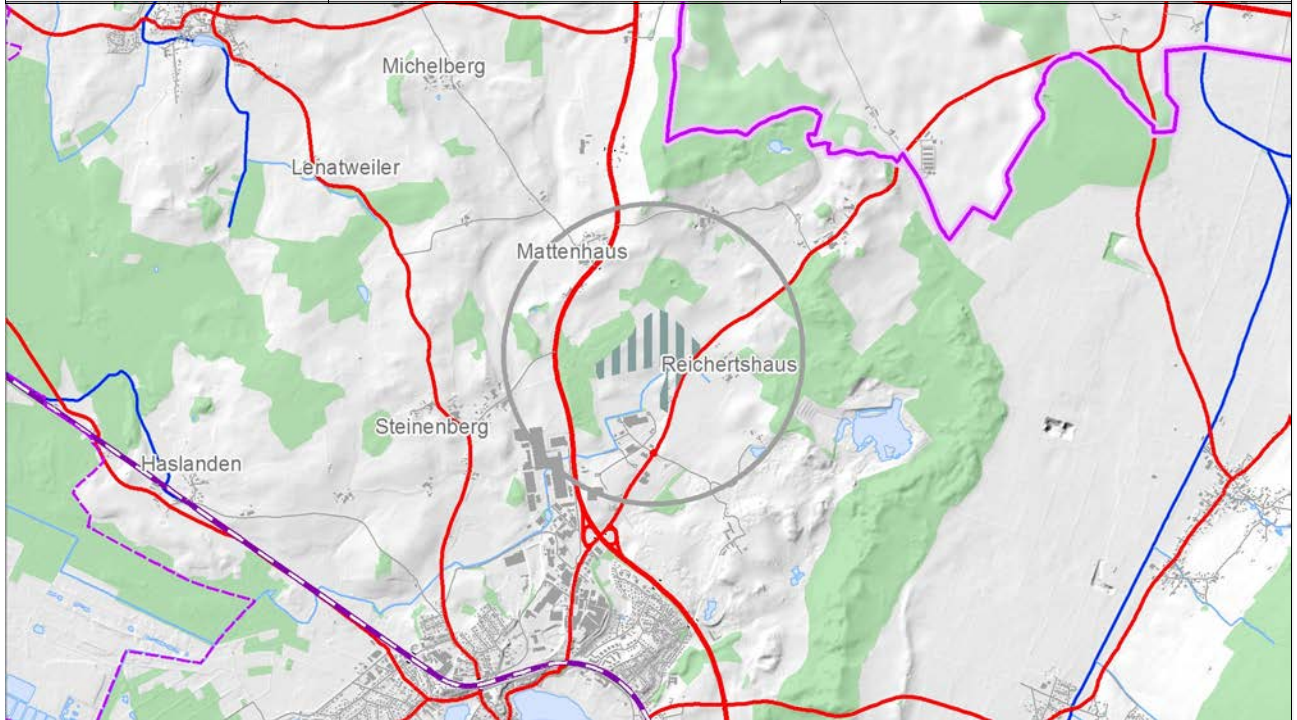 Michelberg
Lenatweiler
Mattenhaus
Reichertshaus
Steinenberg
Haslanden